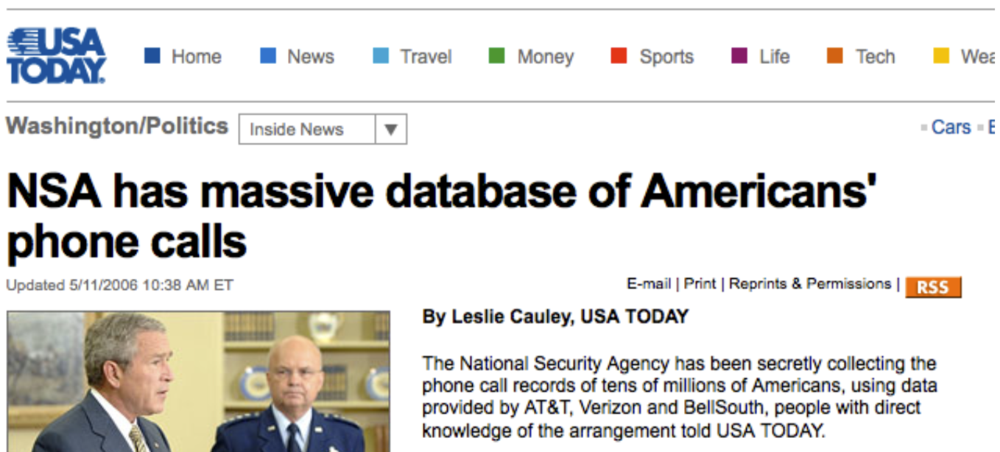 USA
TODAY.
Home News Travel Money Sports Life Tech
Washington/Politics Inside News Cars
NSA has massive database of Americans'
phone calls
Updated 5/11/2006 10:38 AM ET
E-mail | Print | Reprints & Permissions | RSS
By Leslie Cauley, USA TODAY
The National Security Agency has been secretly collecting the
phone call records of tens of millions of Americans, using data
provided by AT&T, Verizon and BellSouth, people with direct
knowledge of the arrangement told USA TODAY.